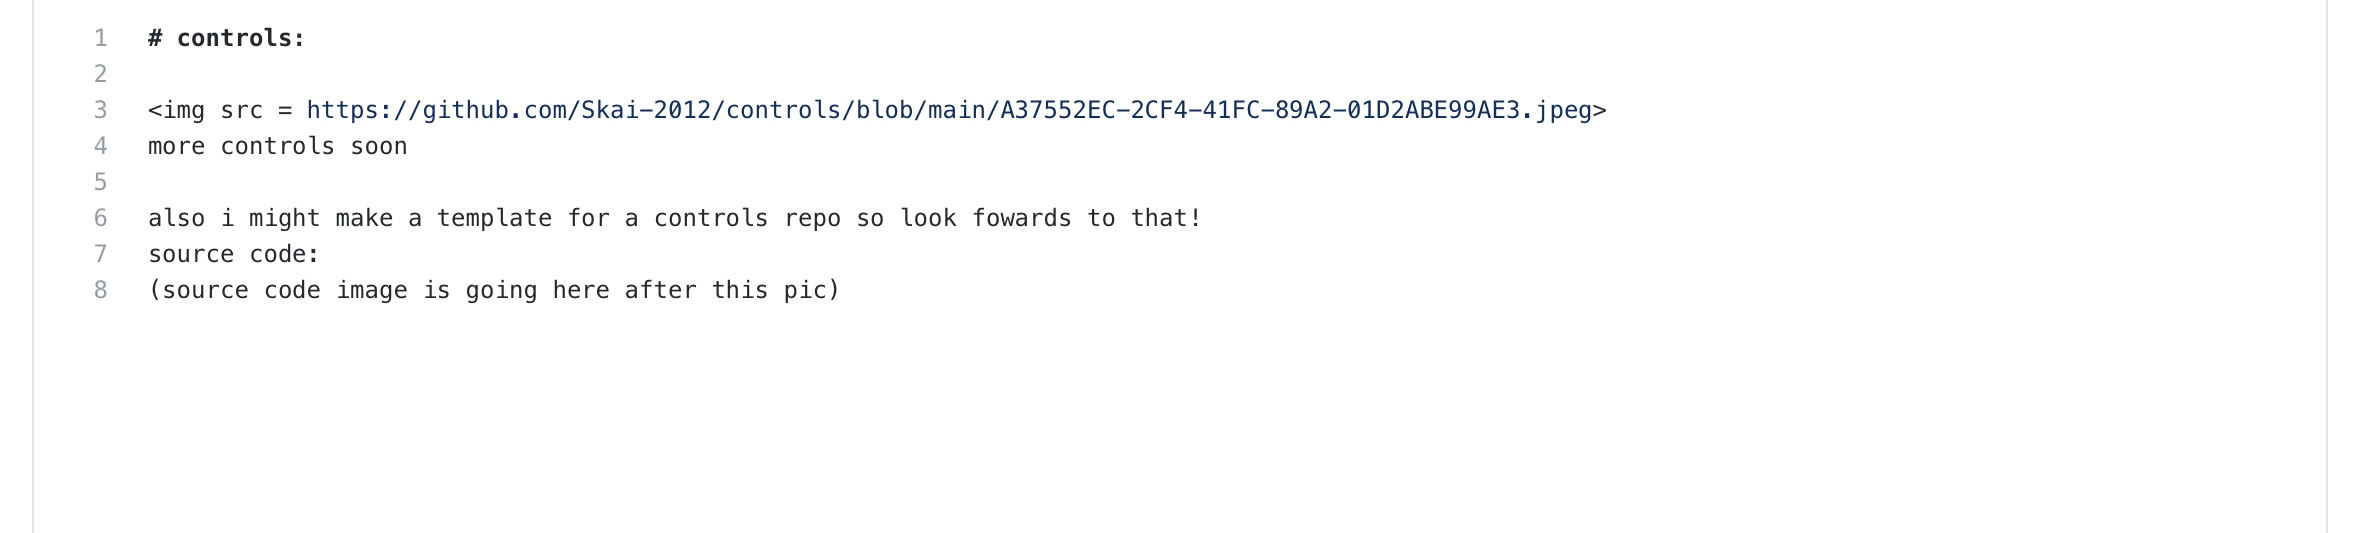 1 # controls:
2
3 <img src = https://github.com/Skai-2012/controls/blob/main/A37552EC-2CF4-41FC-89A2-01D2ABE99AE3.jpeg>
4 more controls soon
5
6 also i might make a template for a controls repo so look fowards to that!
7 source code:
8 (source code image is going here after this pic)